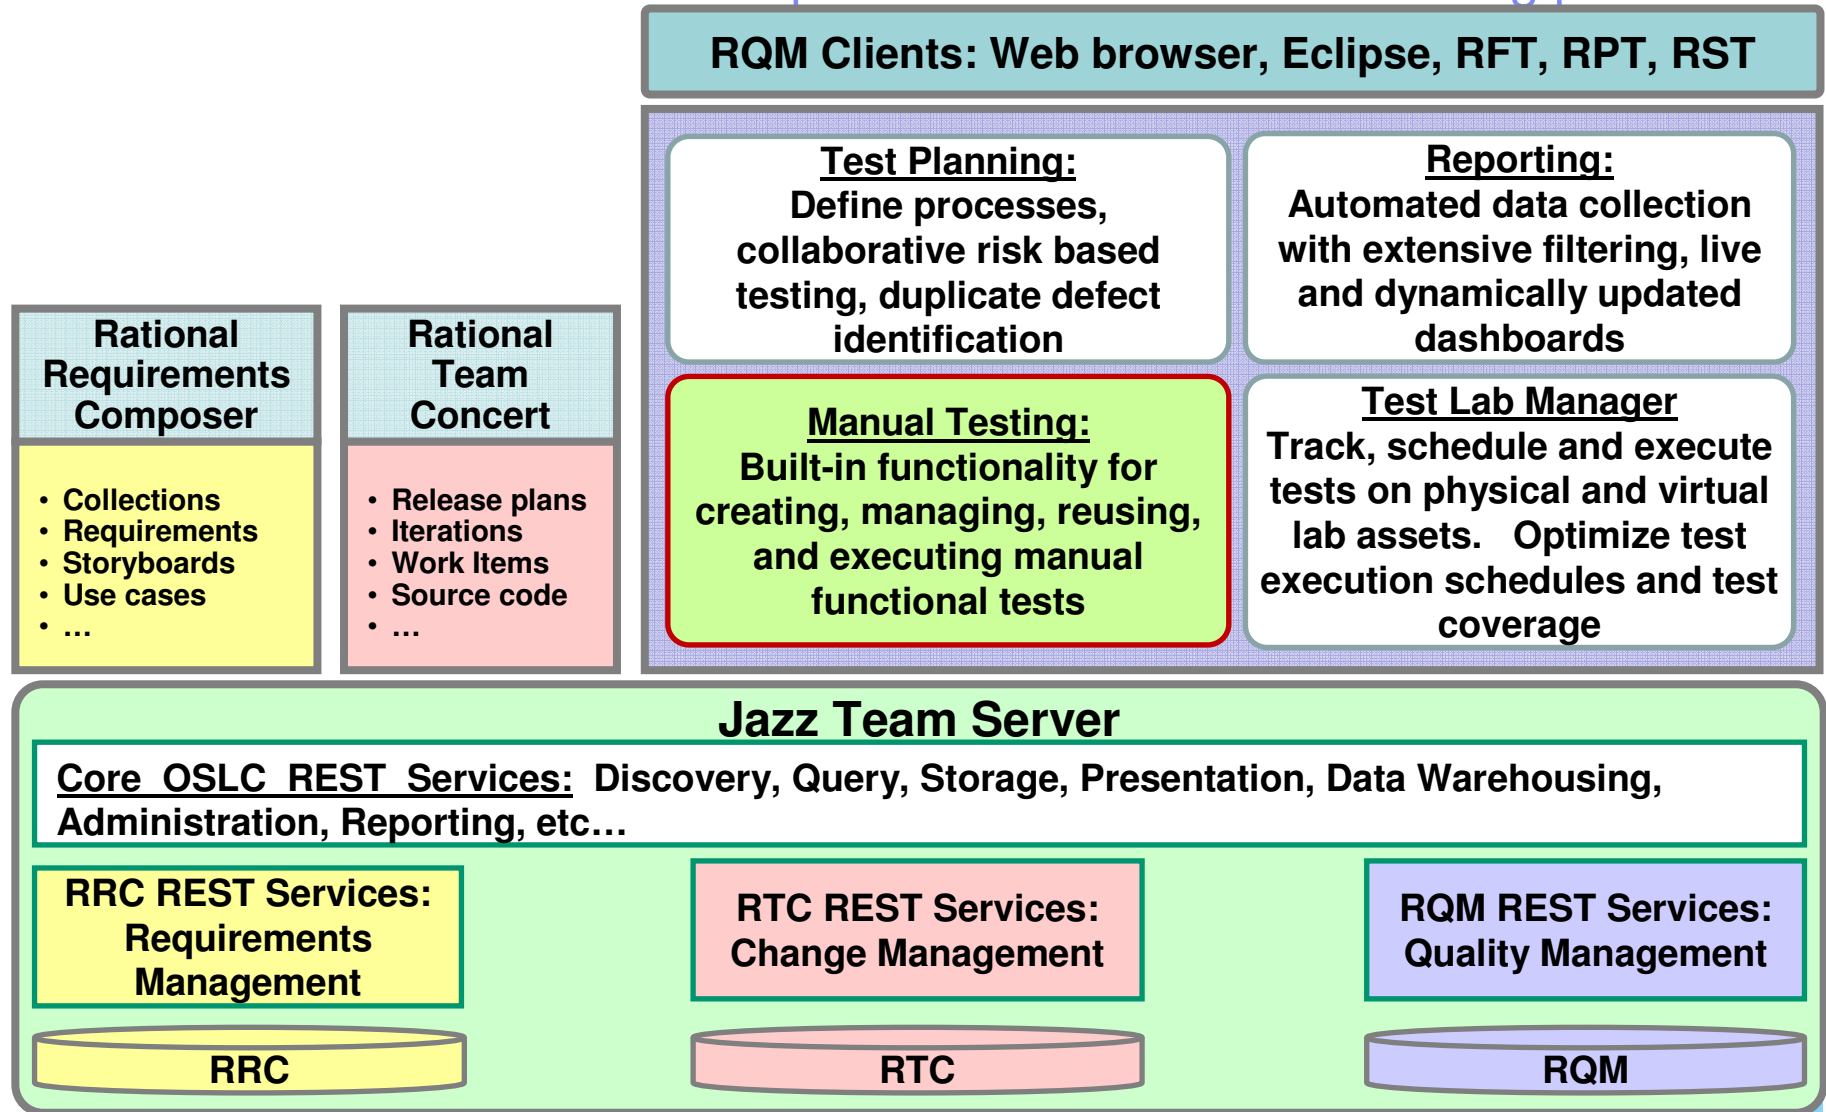 RQM Clients: Web browser, Eclipse, RFT, RPT, RST
Test Planning:
Define processes,
collaborative risk based
testing, duplicate defect
identification
Reporting:
Automated data collection
with extensive filtering, live
and dynamically updated
dashboards
Rational
Requirements
Composer
• Collections
• Requirements
• Storyboards
• Use cases
• …
Rational
Team
Concert
• Release plans
• Iterations
• Work Items
• Source code
• …
Manual Testing:
Built-in functionality for
creating, managing, reusing,
and executing manual
functional tests
Test Lab Manager
Track, schedule and execute
tests on physical and virtual
lab assets.   Optimize test
execution schedules and test
coverage
Jazz Team Server
Core OSLC REST Services: Discovery, Query, Storage, Presentation, Data Warehousing,
Administration, Reporting, etc…
RRC REST Services:
Requirements
Management
RTC REST Services:
Change Management
RQM REST Services:
Quality Management
RRC
RTC
RQM